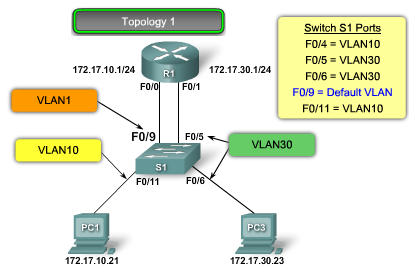 Topology 1
Switch S1 Ports
F0/4 = VLAN10
F0/5 = VLAN30
F0/6 = VLAN30
F0/9 = Default VLAN
F0/11 = VLAN10
172.17.10.1/24
R1
172.17.30.1/24
F0/0
F0/1
VLAN1
F0/9
F0/5
VLAN10
VLAN30
S1
F0/11
F0/6
PC1
PC3
172.17.10.21
172.17.30.23